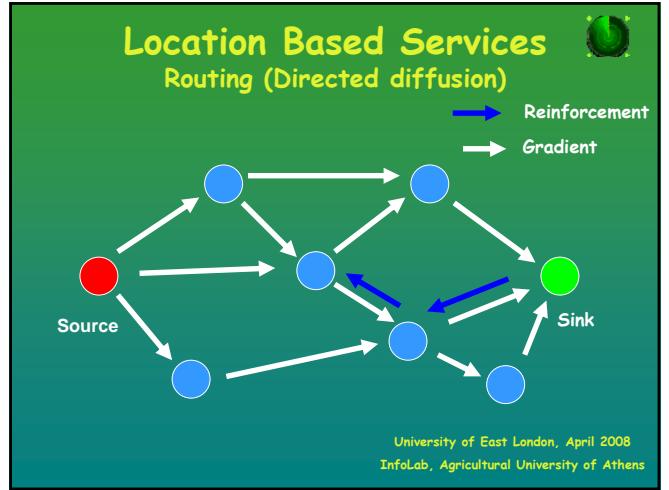 Location Based Services
Routing (Directed diffusion)
Reinforcement
Gradient
Source
Sink
University of East London, April 2008
InfoLab, Agricultural University of Athens